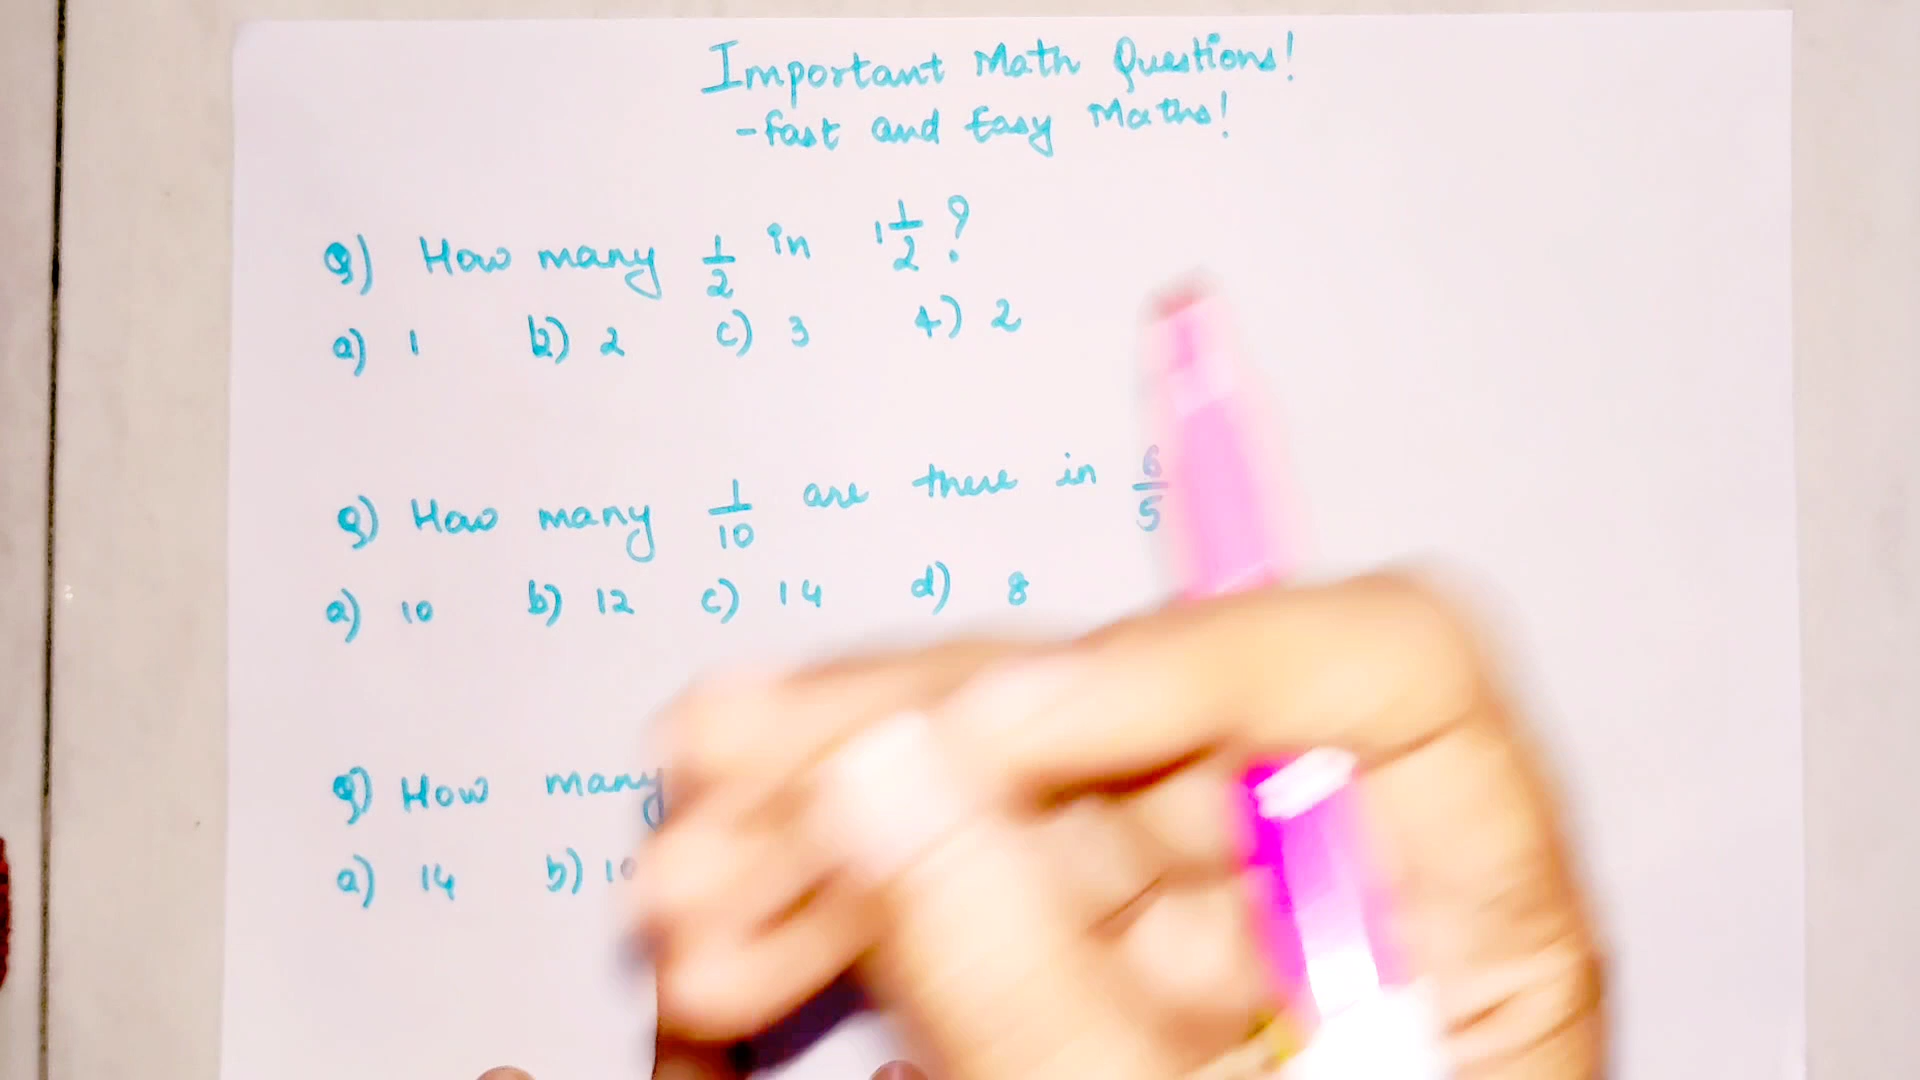 Important Math Questions!
- Fast and Easy Maths!
Q) How many 1/2 in 1 1/2 ?
a) 1 b) 2 c) 3 4) 2
Q) How many 1/10 are there in 6/5
a) 10 b) 12 c) 14 d) 8
Q) How many
a) 14 b)